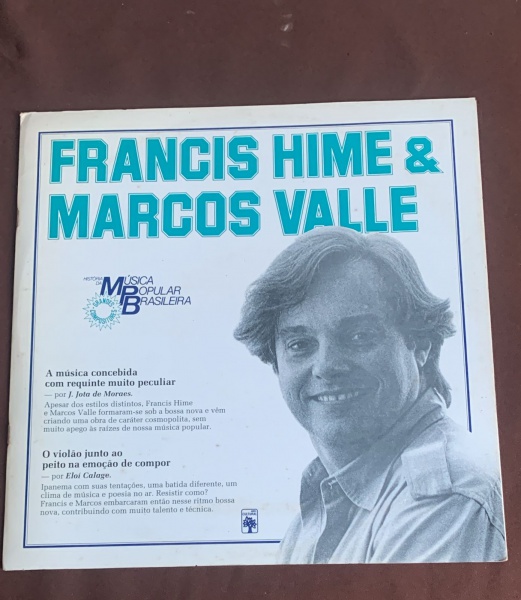 FRANCIS HIME &
MARCOS VALLE
HISTÓRIA DA
MÚSICA
POPULAR
BRASILEIRA
GRANDES
COMPOSITORES
A música concebida
com requinte muito peculiar
— por J. Jota de Moraes.
Apesar dos estilos distintos, Francis Hime
e Marcos Valle formaram-se sob a bossa nova e vêm
criando uma obra de caráter cosmopolita, sem
muito apego às raízes de nossa música popular.
O violão junto ao
peito na emoção de compor
— por Eloí Calage.
Ipanema com suas tentações, uma batida diferente, um
clima de música e poesia no ar. Resistir como?
Francis e Marcos embarcaram então nesse ritmo bossa
nova, contribuindo com muito talento e técnica.